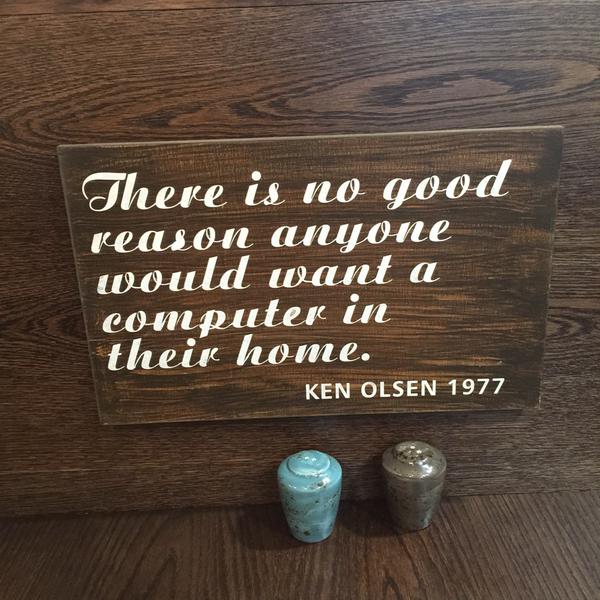 There is no good
reason anyone
would want a
computer in
their home.
KEN OLSEN 1977